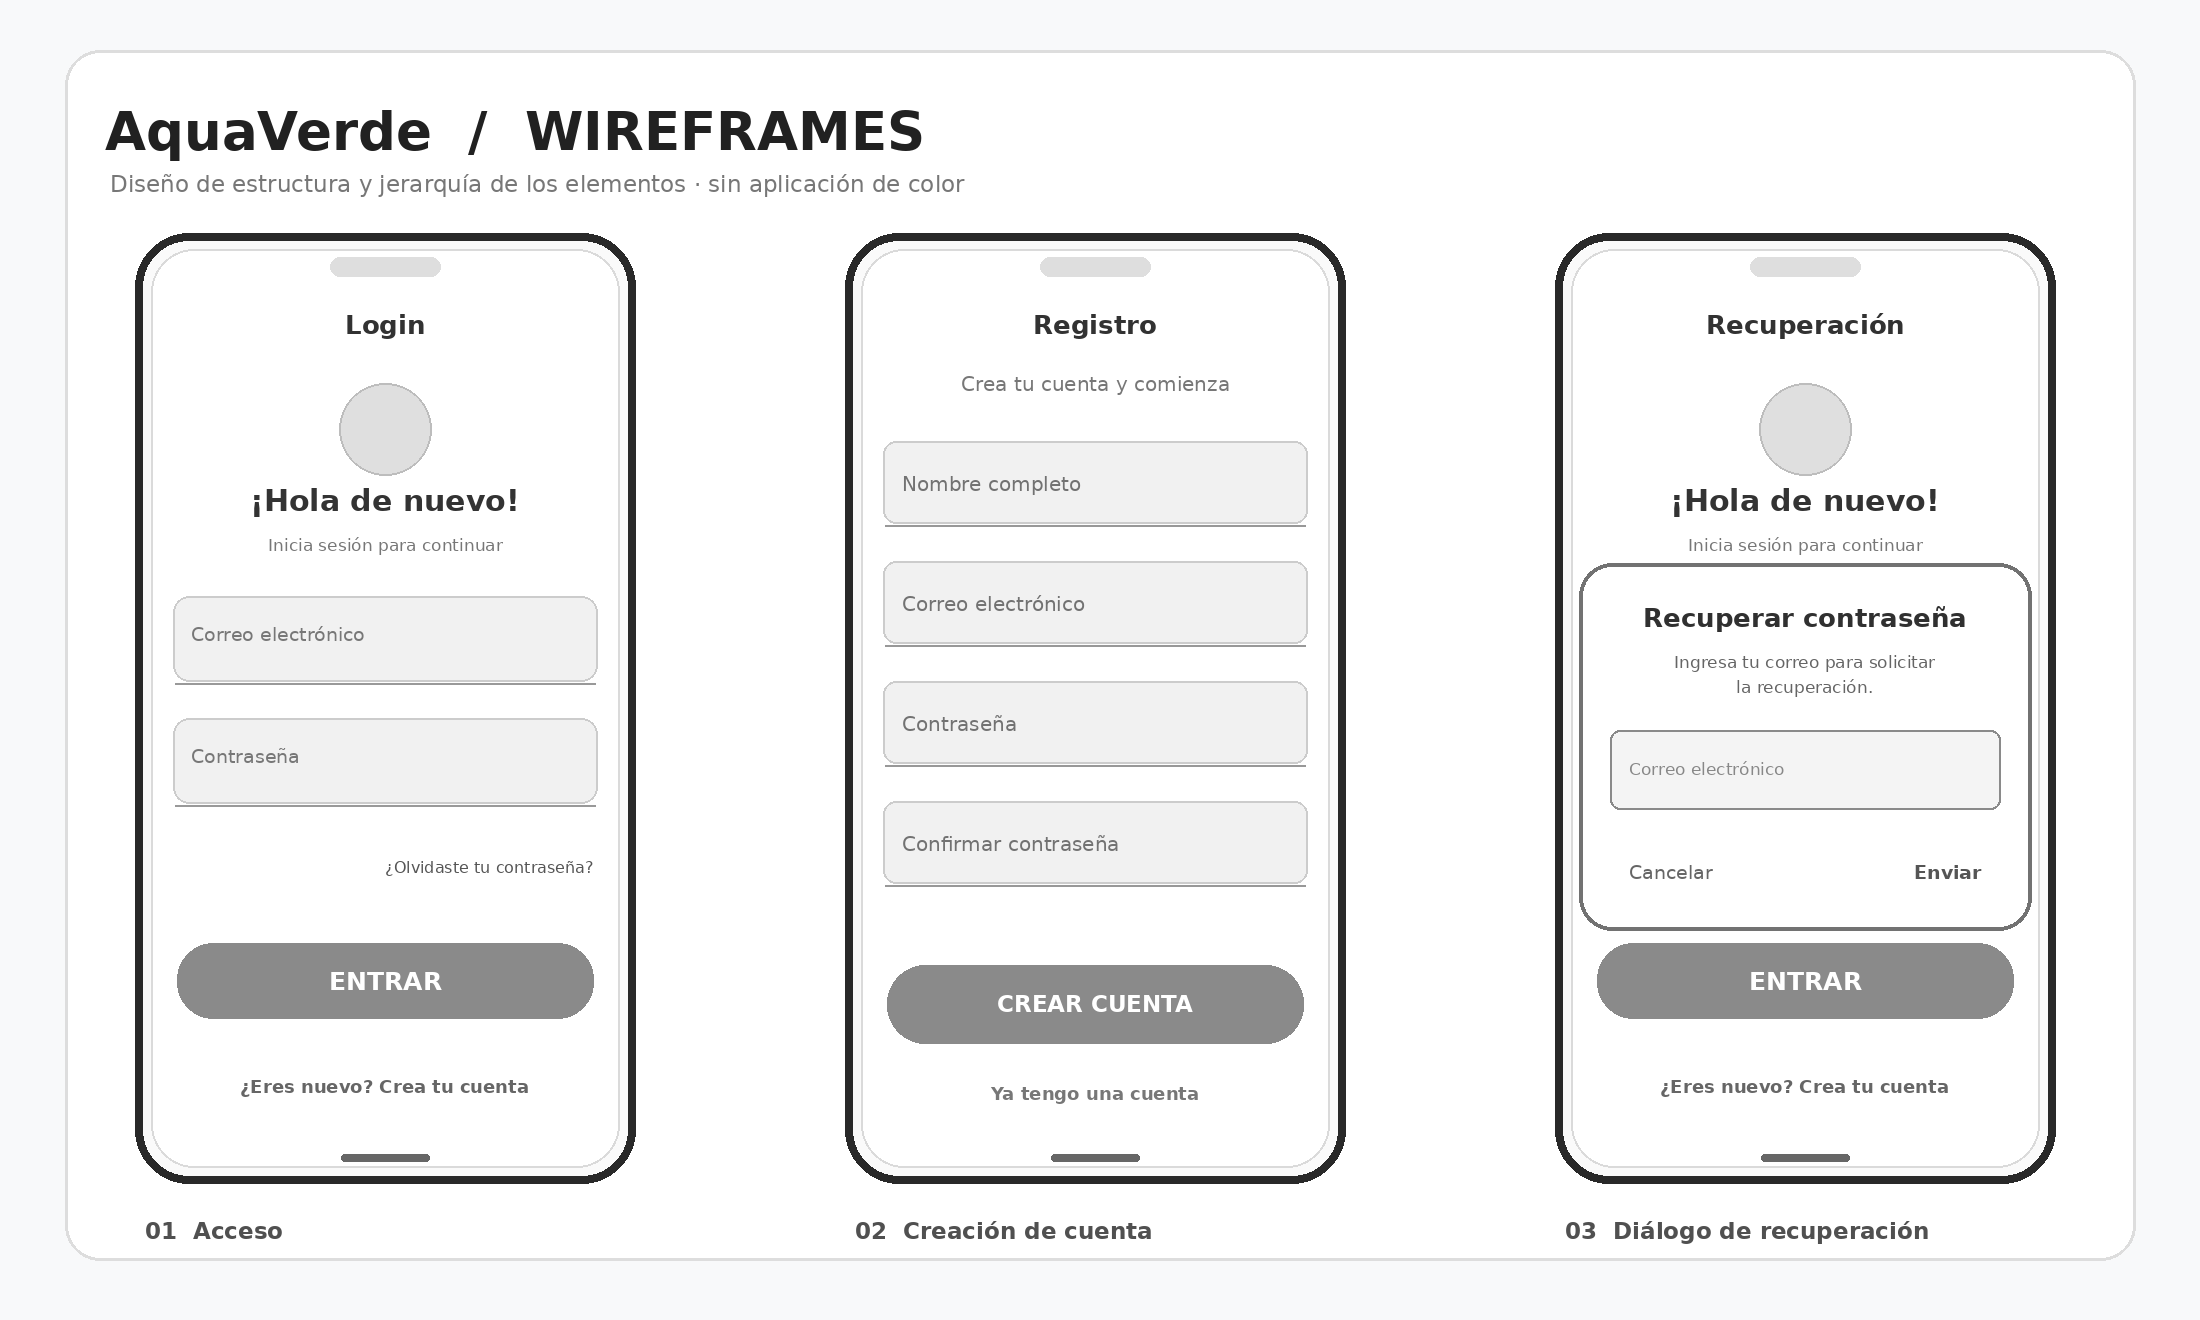 AquaVerde / WIREFRAMES
Diseño de estructura y jerarquía de los elementos · sin aplicación de color
Login
¡Hola de nuevo!
Inicia sesión para continuar
Correo electrónico
Contraseña
¿Olvidaste tu contraseña?
ENTRAR
¿Eres nuevo? Crea tu cuenta
01 Acceso
Registro
Crea tu cuenta y comienza
Nombre completo
Correo electrónico
Contraseña
Confirmar contraseña
CREAR CUENTA
Ya tengo una cuenta
02 Creación de cuenta
Recuperación
¡Hola de nuevo!
Inicia sesión para continuar
Recuperar contraseña
Ingresa tu correo para solicitar
la recuperación.
Correo electrónico
Cancelar Enviar
ENTRAR
¿Eres nuevo? Crea tu cuenta
03 Diálogo de recuperación